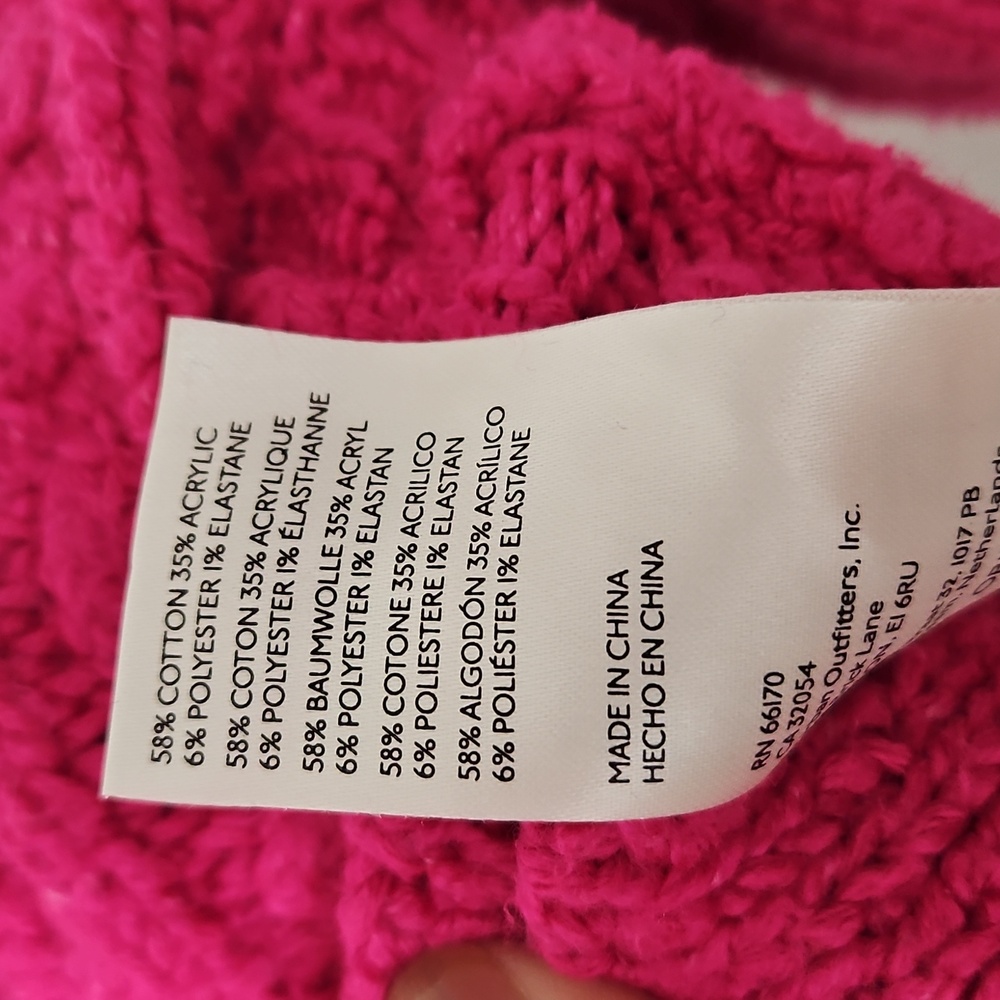 58% COTTON 35% ACRYLIC
6% POLYESTER 1% ELASTANE
58% COTON 35% ACRYLIQUE
6% POLYESTER 1% ÉLASTHANNE
58% BAUMWOLLE 35% ACRYL
6% POLYESTER 1% ELASTAN
58% COTONE 35% ACRILICO
6% POLIESTERE 1% ELASTAN
58% ALGODÓN 35% ACRÍLICO
6% POLIÉSTER 1% ELASTANE
MADE IN CHINA
HECHO EN CHINA
RN 66170
CA 32054
Outfitters, Inc.
Lane
E1 6RU
32, 1017 PB
Netherlands